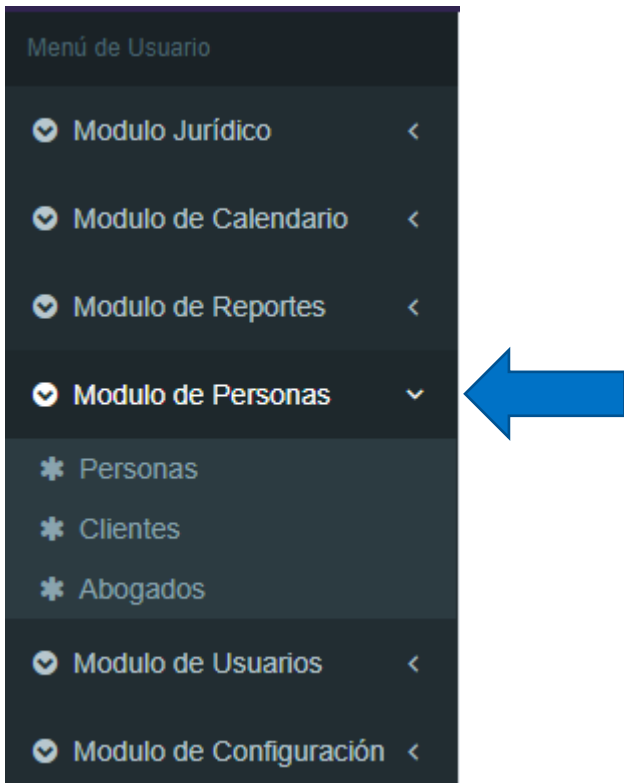 Menú de Usuario
Modulo Jurídico
Modulo de Calendario
Modulo de Reportes
Modulo de Personas
Personas
Clientes
Abogados
Modulo de Usuarios
Modulo de Configuración